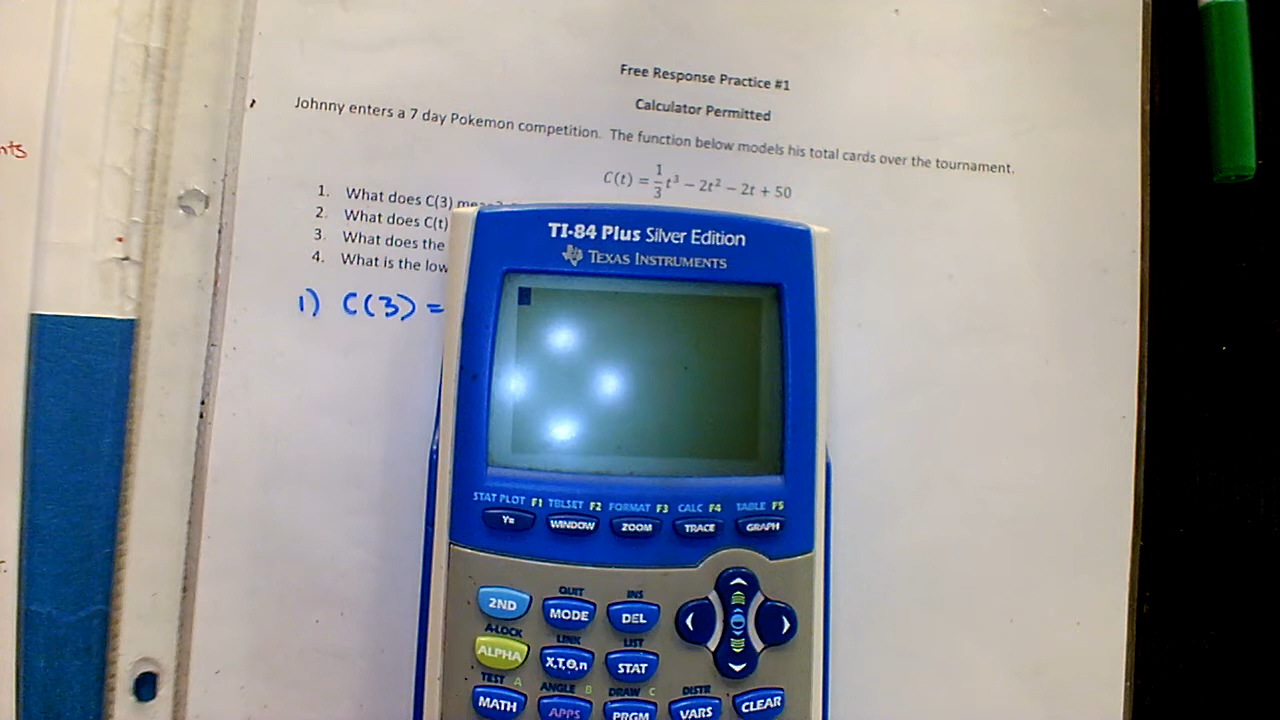 Free Response Practice #1
Calculator Permitted
Johnny enters a 7 day Pokemon competition. The function below models his total cards over the tournament.
C(t) = 1/3 t³ − 2t² − 2t + 50
1. What does C(3)
2. What does C(t)
3. What does the
4. What is the low
1) C(3) =
nts
TI-84 Plus Silver Edition
TEXAS INSTRUMENTS
STAT PLOT F1 TBLSET F2 FORMAT F3 CALC F4 TABLE F5
Y= WINDOW ZOOM TRACE GRAPH
QUIT INS
2ND MODE DEL
A-LOCK LINK LIST
ALPHA X,T,Θ,n STAT
TEST A ANGLE B DRAW C DISTR
MATH APPS PRGM VARS CLEAR